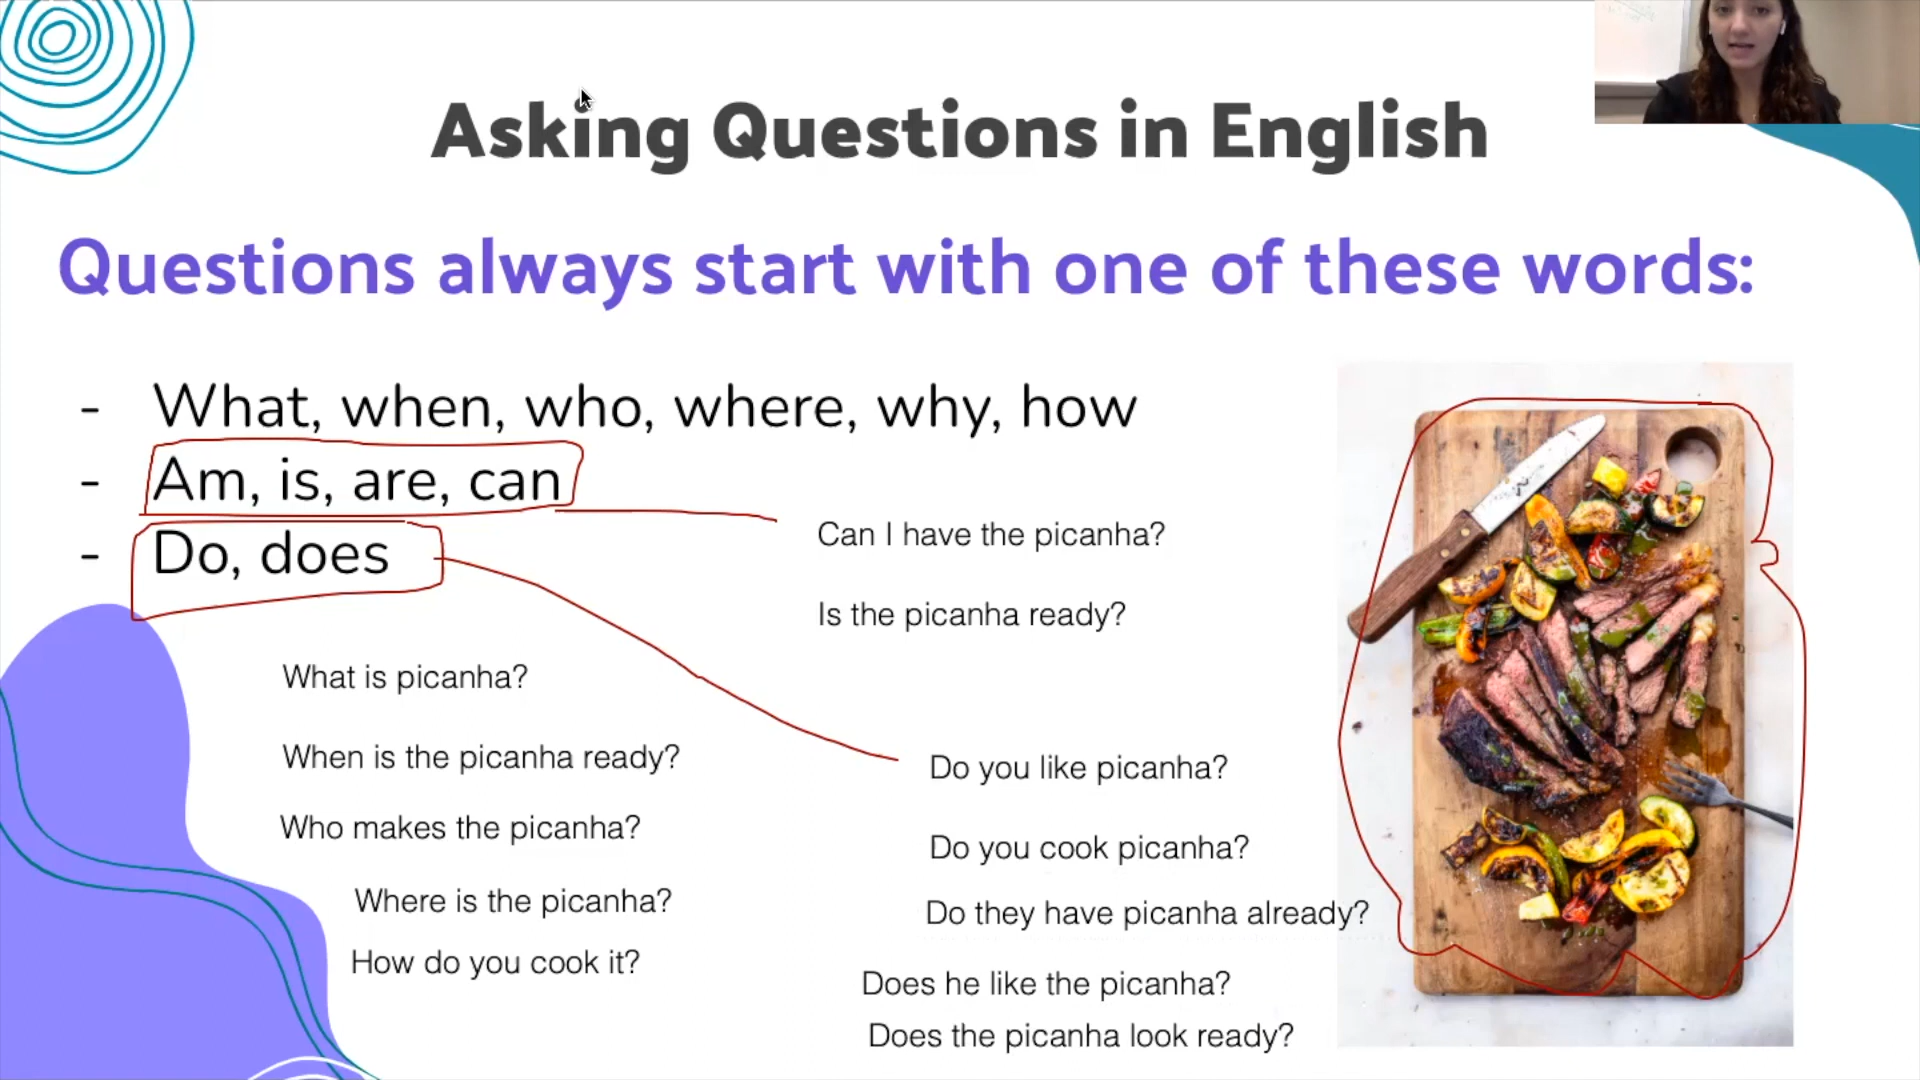 Asking Questions in English
Questions always start with one of these words:
- What, when, who, where, why, how
- Am, is, are, can
- Do, does
Can I have the picanha?
Is the picanha ready?
What is picanha?
When is the picanha ready?
Who makes the picanha?
Where is the picanha?
How do you cook it?
Do you like picanha?
Do you cook picanha?
Do they have picanha already?
Does he like the picanha?
Does the picanha look ready?